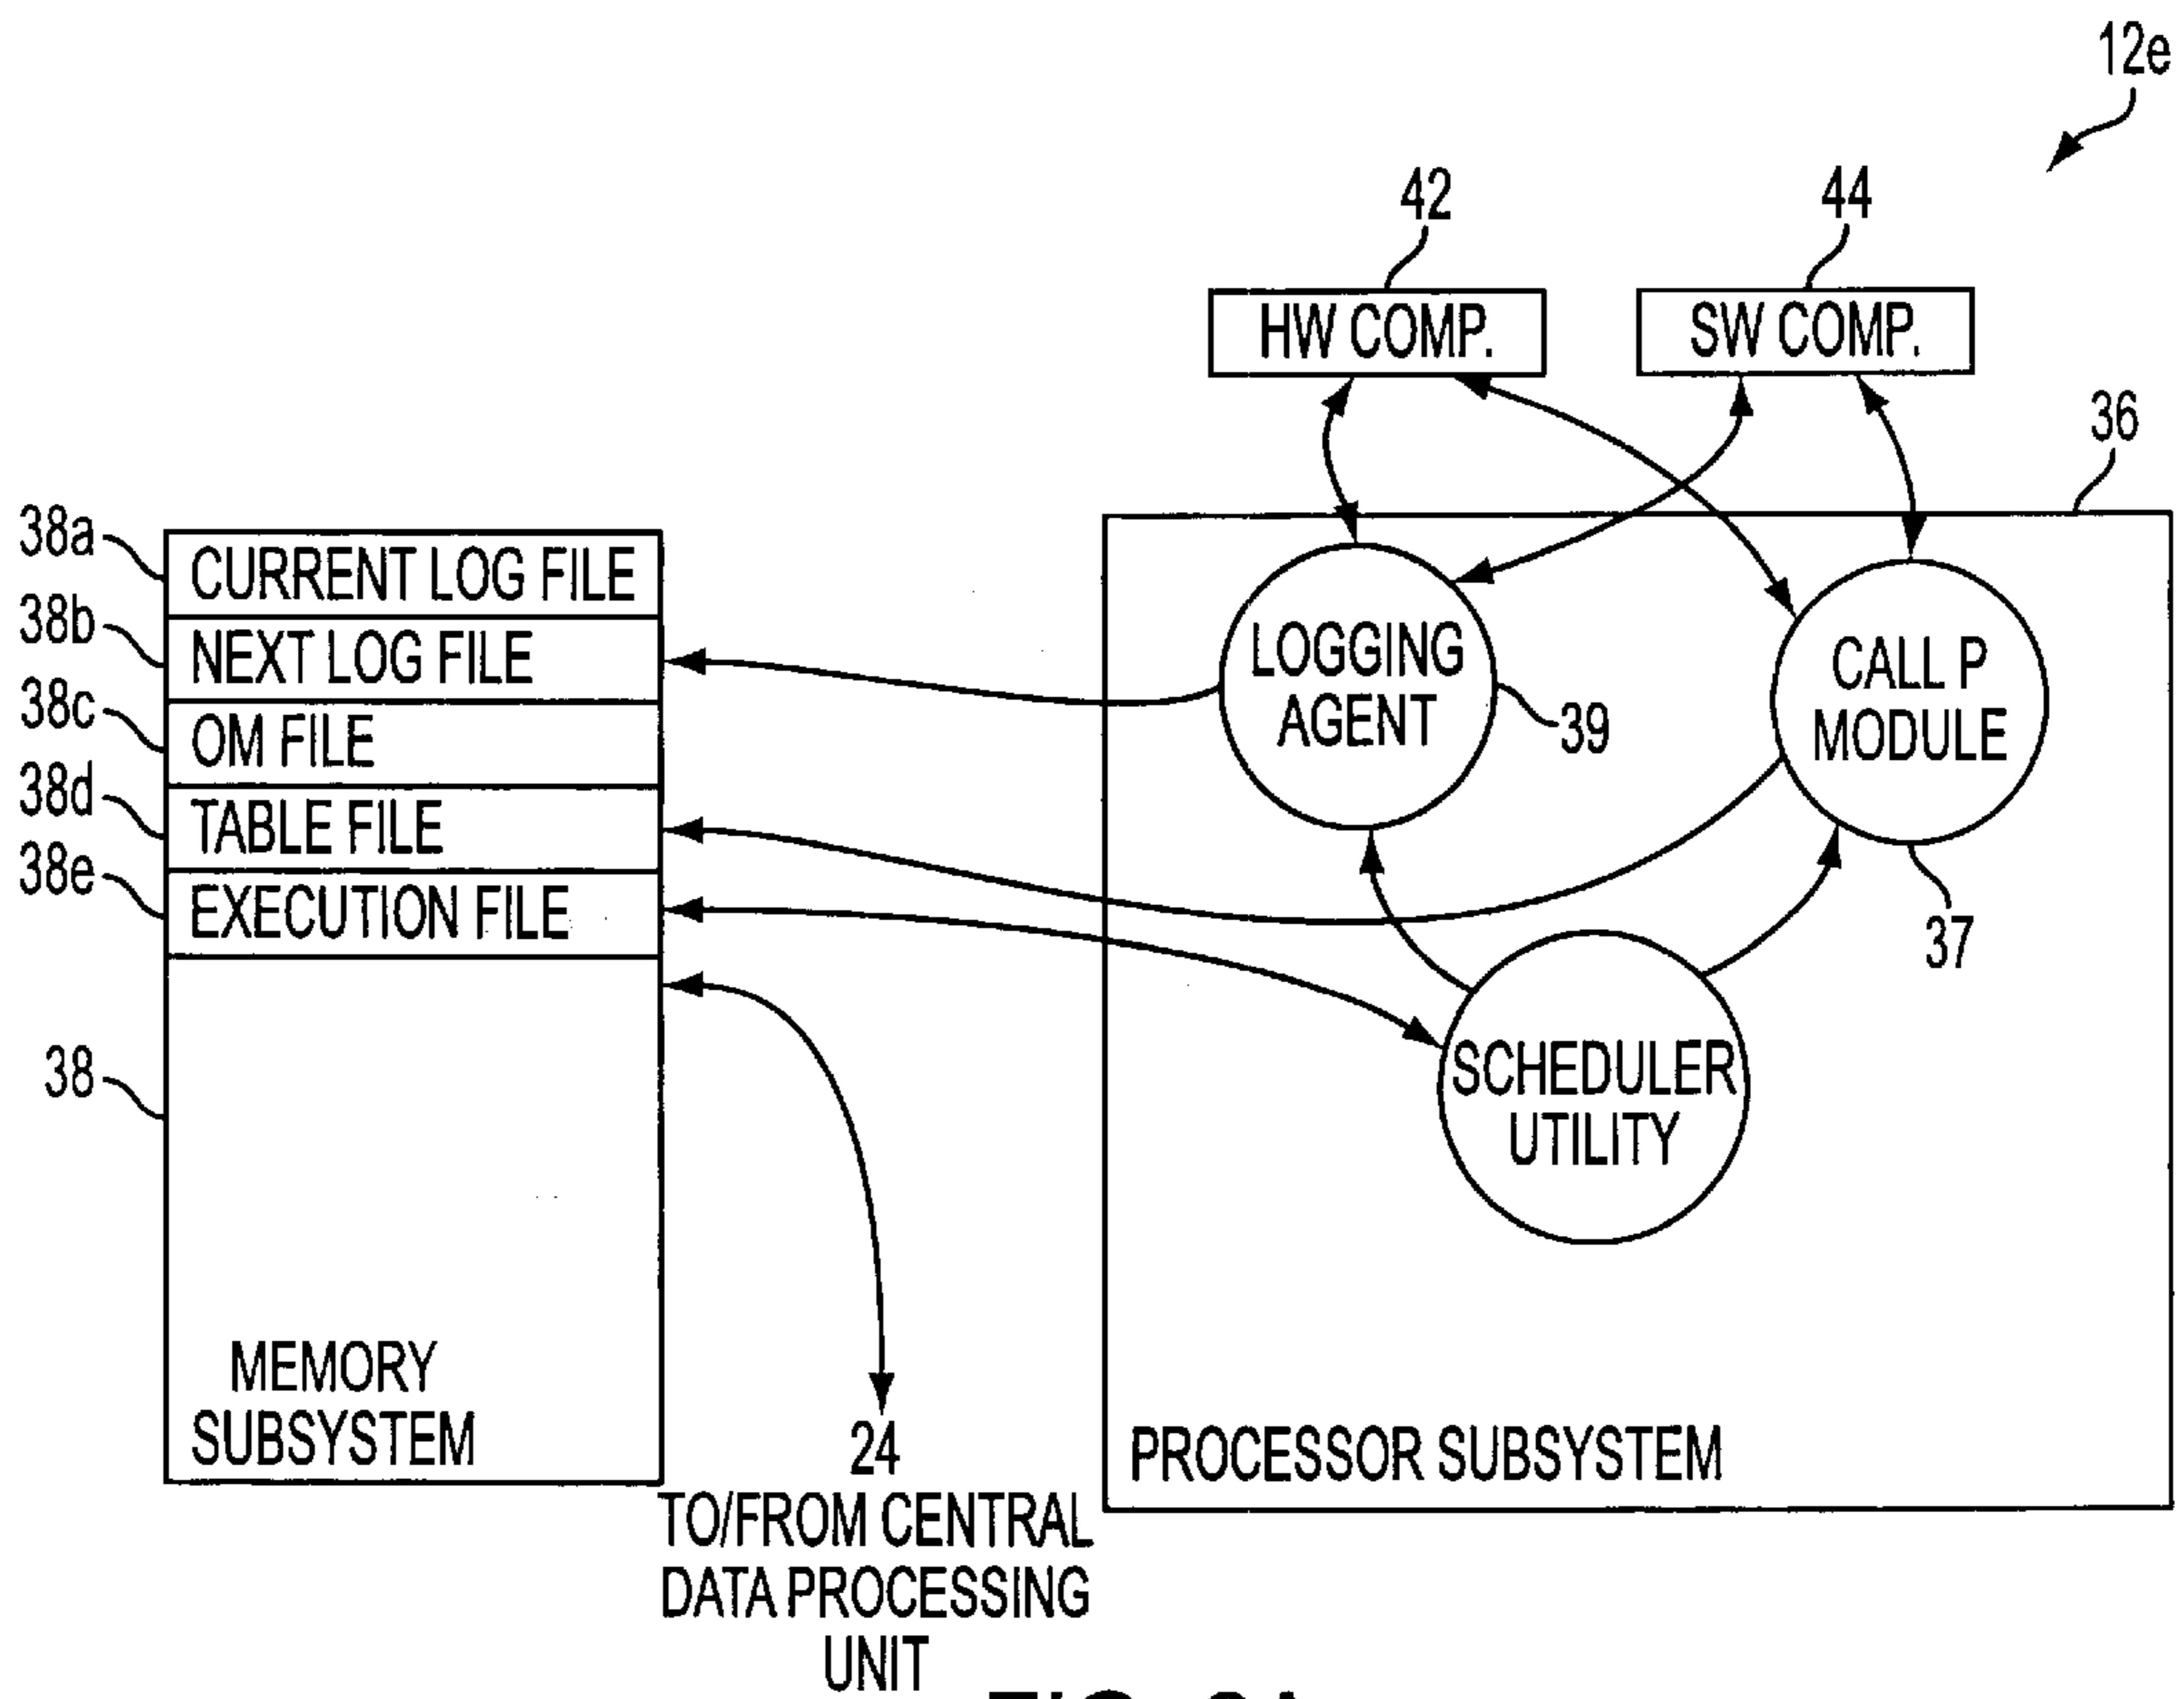 12e
42
44
HW COMP.
SW COMP.
36
38a
CURRENT LOG FILE
38b
NEXT LOG FILE
38c
OM FILE
38d
TABLE FILE
38e
EXECUTION FILE
38
MEMORY
SUBSYSTEM
LOGGING
AGENT
39
CALL P
MODULE
37
SCHEDULER
UTILITY
PROCESSOR SUBSYSTEM
24
TO/FROM CENTRAL
DATA PROCESSING
UNIT